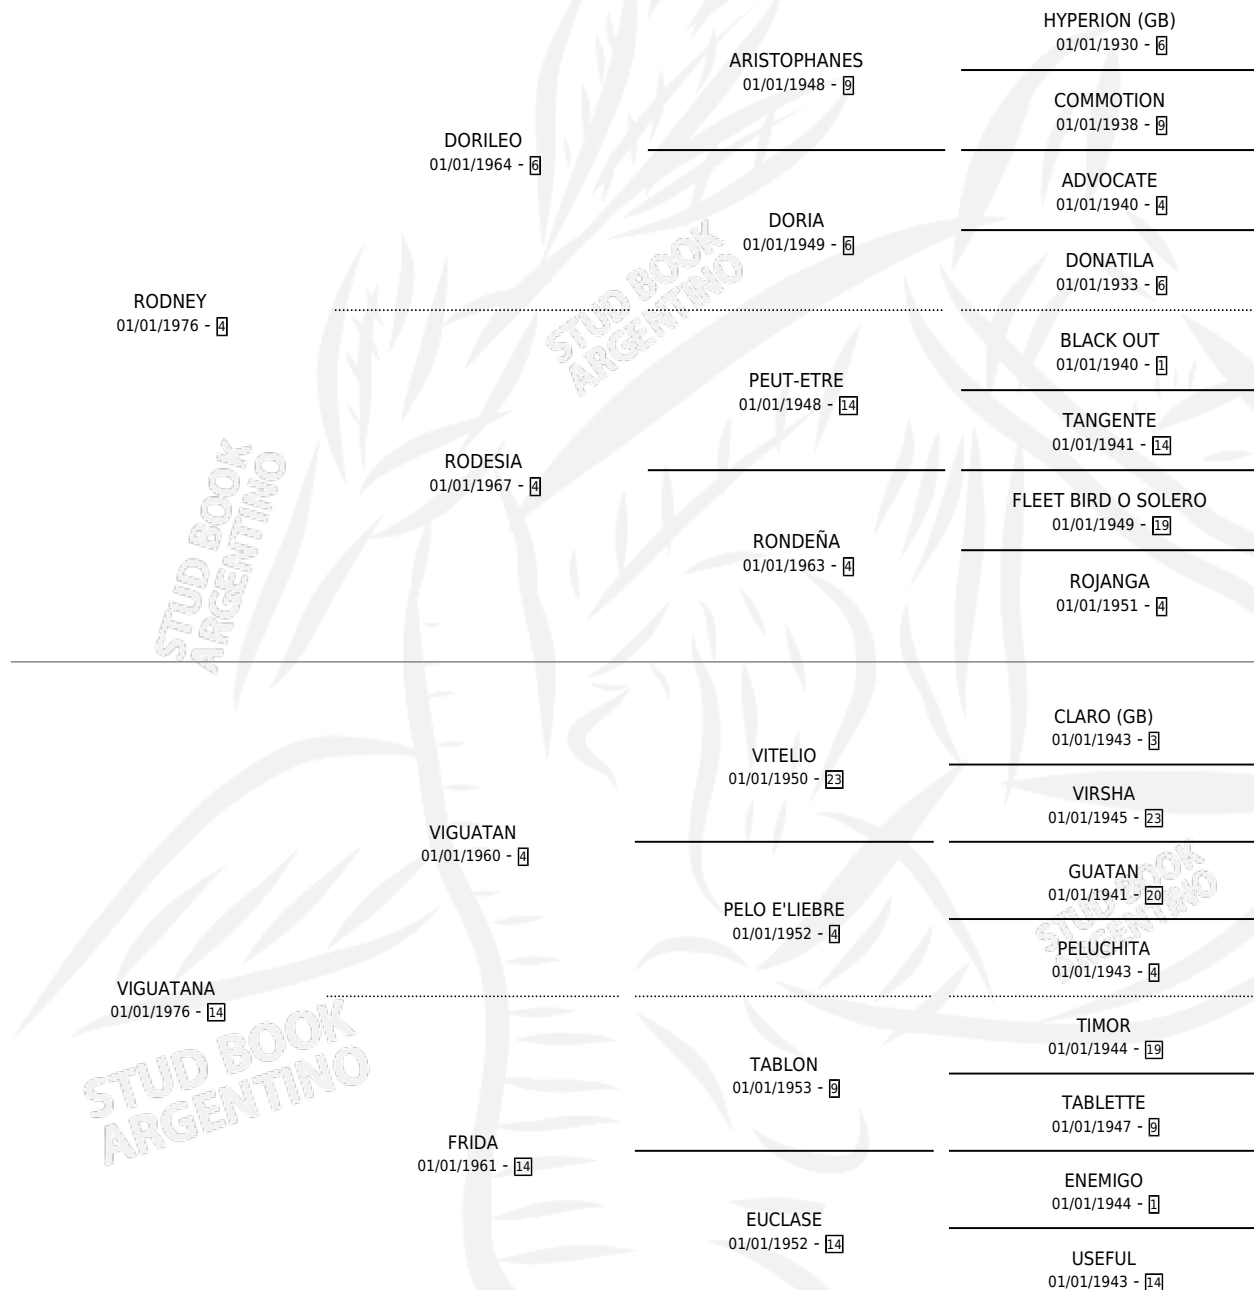 HYPERION (GB)
01/01/1930 - 6
ARISTOPHANES
01/01/1948 - 9
COMMOTION
01/01/1938 - 9
DORILEO
01/01/1964 - 6
ADVOCATE
01/01/1940 - 4
DORIA
01/01/1949 - 6
DONATILA
01/01/1933 - 6
RODNEY
01/01/1976 - 4
BLACK OUT
01/01/1940 - 1
PEUT-ETRE
01/01/1948 - 14
TANGENTE
01/01/1941 - 14
RODESIA
01/01/1967 - 4
FLEET BIRD O SOLERO
01/01/1949 - 19
RONDEÑA
01/01/1963 - 4
ROJANGA
01/01/1951 - 4
CLARO (GB)
01/01/1943 - 3
VITELIO
01/01/1950 - 23
VIRSHA
01/01/1945 - 23
VIGUATAN
01/01/1960 - 4
GUATAN
01/01/1941 - 20
PELO E'LIEBRE
01/01/1952 - 4
PELUCHITA
01/01/1943 - 4
VIGUATANA
01/01/1976 - 14
TIMOR
01/01/1944 - 19
TABLON
01/01/1953 - 9
TABLETTE
01/01/1947 - 9
FRIDA
01/01/1961 - 14
ENEMIGO
01/01/1944 - 1
EUCLASE
01/01/1952 - 14
USEFUL
01/01/1943 - 14
STUD BOOK
ARGENTINO
STUD BOOK
ARGENTINO
STUD BOOK
ARGENTINO
STUD BOOK
ARGENTINO